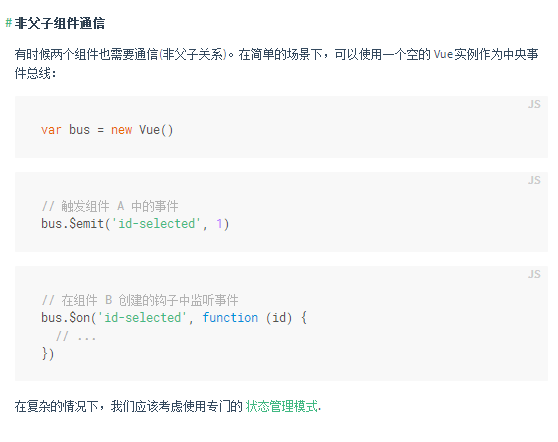 #非父子组件通信
有时候两个组件也需要通信(非父子关系)。在简单的场景下，可以使用一个空的 Vue 实例作为中央事
件总线：
JS
var bus = new Vue()
JS
// 触发组件 A 中的事件
bus.$emit('id-selected', 1)
JS
// 在组件 B 创建的钩子中监听事件
bus.$on('id-selected', function (id) {
// ...
})
在复杂的情况下，我们应该考虑使用专门的 状态管理模式.